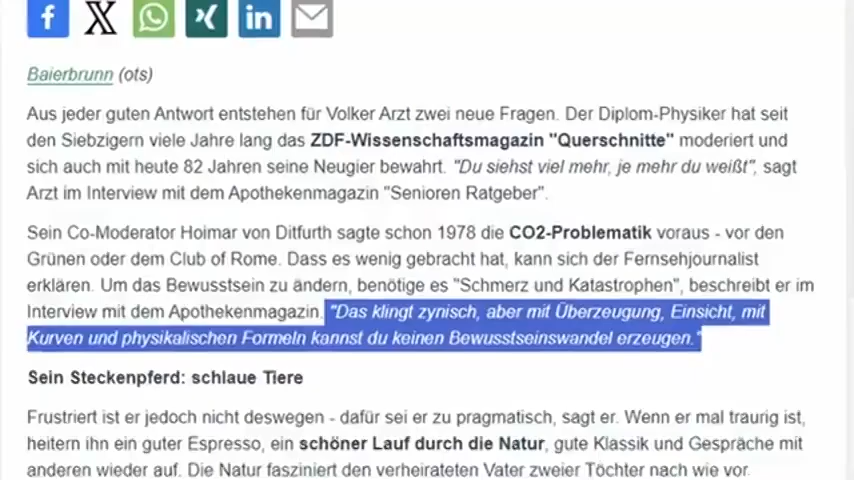 Baierbrunn (ots)
Aus jeder guten Antwort entstehen für Volker Arzt zwei neue Fragen. Der Diplom-Physiker hat seit
den Siebzigern viele Jahre lang das ZDF-Wissenschaftsmagazin "Querschnitte" moderiert und
sich auch mit heute 82 Jahren seine Neugier bewahrt. "Du siehst viel mehr, je mehr du weißt", sagt
Arzt im Interview mit dem Apothekenmagazin "Senioren Ratgeber".
Sein Co-Moderator Hoimar von Ditfurth sagte schon 1978 die CO2-Problematik voraus - vor den
Grünen oder dem Club of Rome. Dass es wenig gebracht hat, kann sich der Fernsehjournalist
erklären. Um das Bewusstsein zu ändern, benötige es "Schmerz und Katastrophen", beschreibt er im
Interview mit dem Apothekenmagazin. "Das klingt zynisch, aber mit Überzeugung, Einsicht, mit
Kurven und physikalischen Formeln kannst du keinen Bewusstseinswandel erzeugen."
Sein Steckenpferd: schlaue Tiere
Frustriert ist er jedoch nicht deswegen - dafür sei er zu pragmatisch, sagt er. Wenn er mal traurig ist,
heitern ihn ein guter Espresso, ein schöner Lauf durch die Natur, gute Klassik und Gespräche mit
anderen wieder auf. Die Natur fasziniert den verheirateten Vater zweier Töchter nach wie vor.